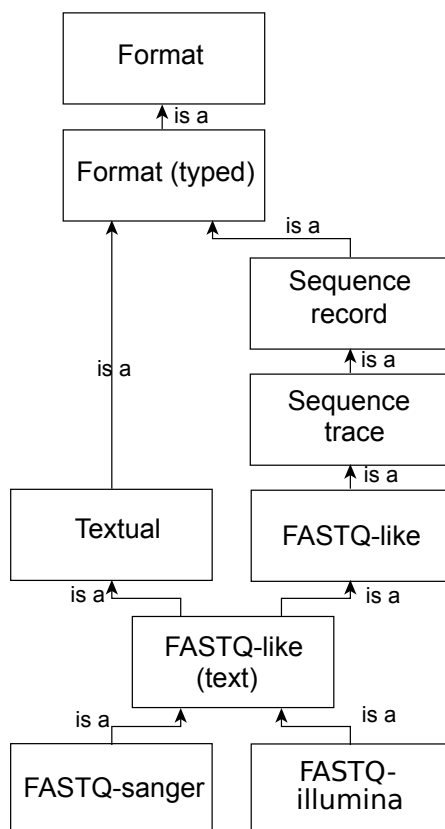 Format
is a
Format (typed)
is a
Sequence
record
is a
is a
Sequence
trace
is a
Textual
FASTQ-like
is a
is a
FASTQ-like
(text)
is a
is a
FASTQ-sanger
FASTQ-
illumina